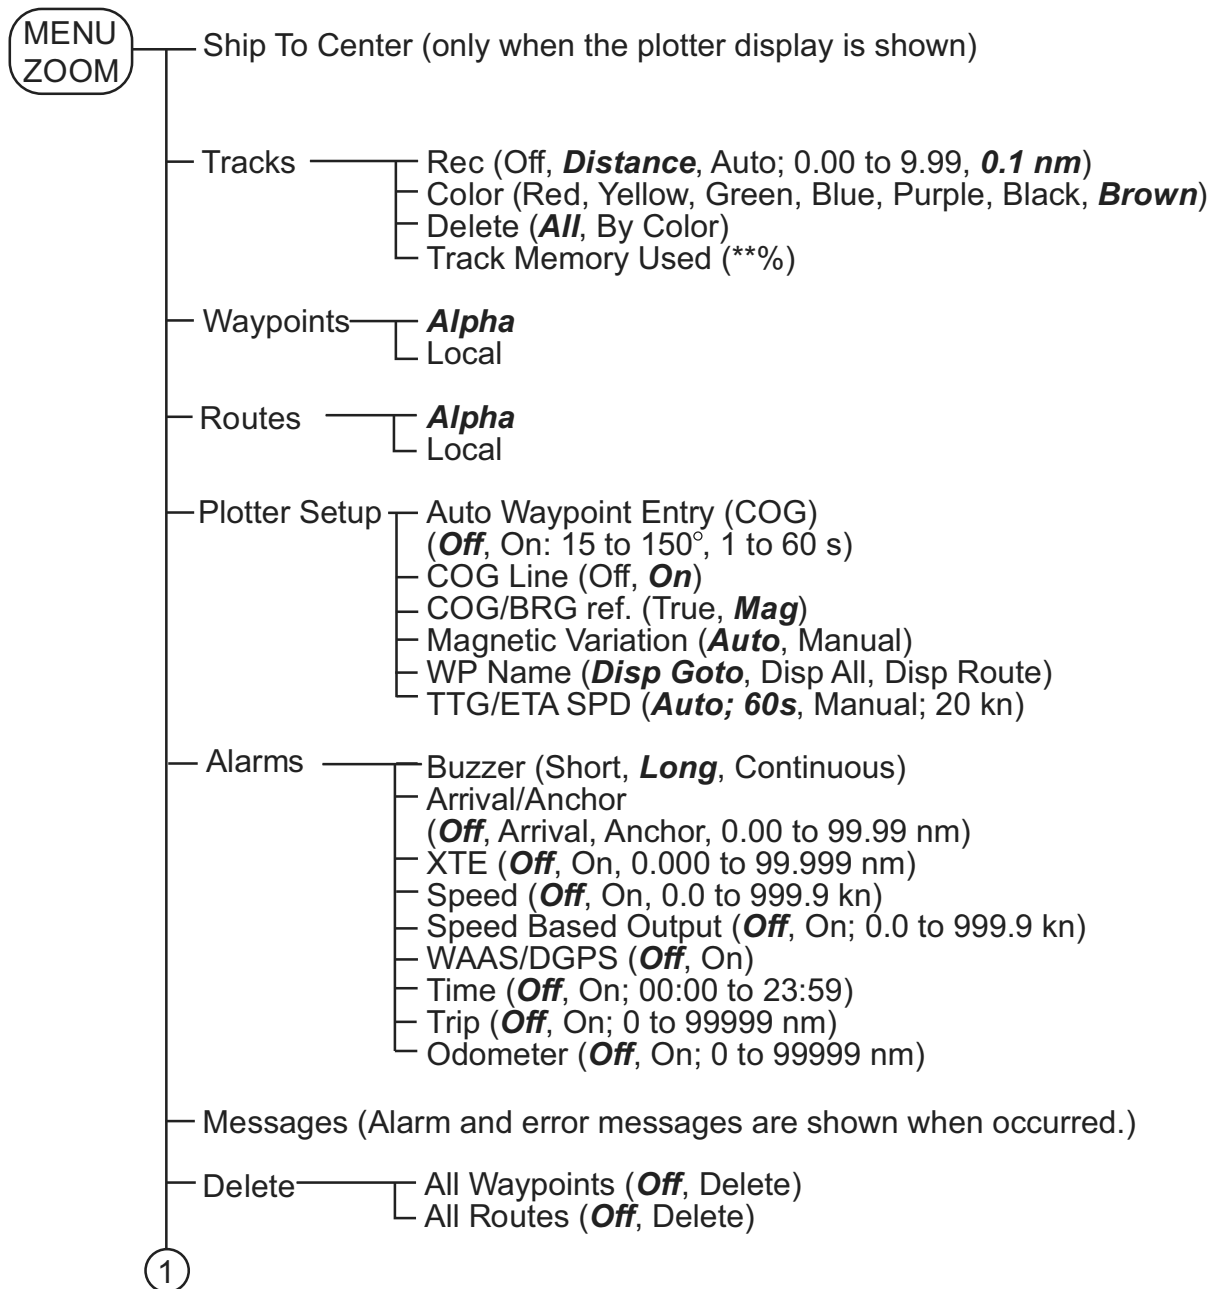 MENU
ZOOM
Ship To Center (only when the plotter display is shown)
Tracks
Rec (Off, Distance, Auto; 0.00 to 9.99, 0.1 nm)
Color (Red, Yellow, Green, Blue, Purple, Black, Brown)
Delete (All, By Color)
Track Memory Used (**%)
Waypoints
Alpha
Local
Routes
Alpha
Local
Plotter Setup
Auto Waypoint Entry (COG)
(Off, On: 15 to 150°, 1 to 60 s)
COG Line (Off, On)
COG/BRG ref. (True, Mag)
Magnetic Variation (Auto, Manual)
WP Name (Disp Goto, Disp All, Disp Route)
TTG/ETA SPD (Auto; 60s, Manual; 20 kn)
Alarms
Buzzer (Short, Long, Continuous)
Arrival/Anchor
(Off, Arrival, Anchor, 0.00 to 99.99 nm)
XTE (Off, On, 0.000 to 99.999 nm)
Speed (Off, On, 0.0 to 999.9 kn)
Speed Based Output (Off, On; 0.0 to 999.9 kn)
WAAS/DGPS (Off, On)
Time (Off, On; 00:00 to 23:59)
Trip (Off, On; 0 to 99999 nm)
Odometer (Off, On; 0 to 99999 nm)
Messages (Alarm and error messages are shown when occurred.)
Delete
All Waypoints (Off, Delete)
All Routes (Off, Delete)
1